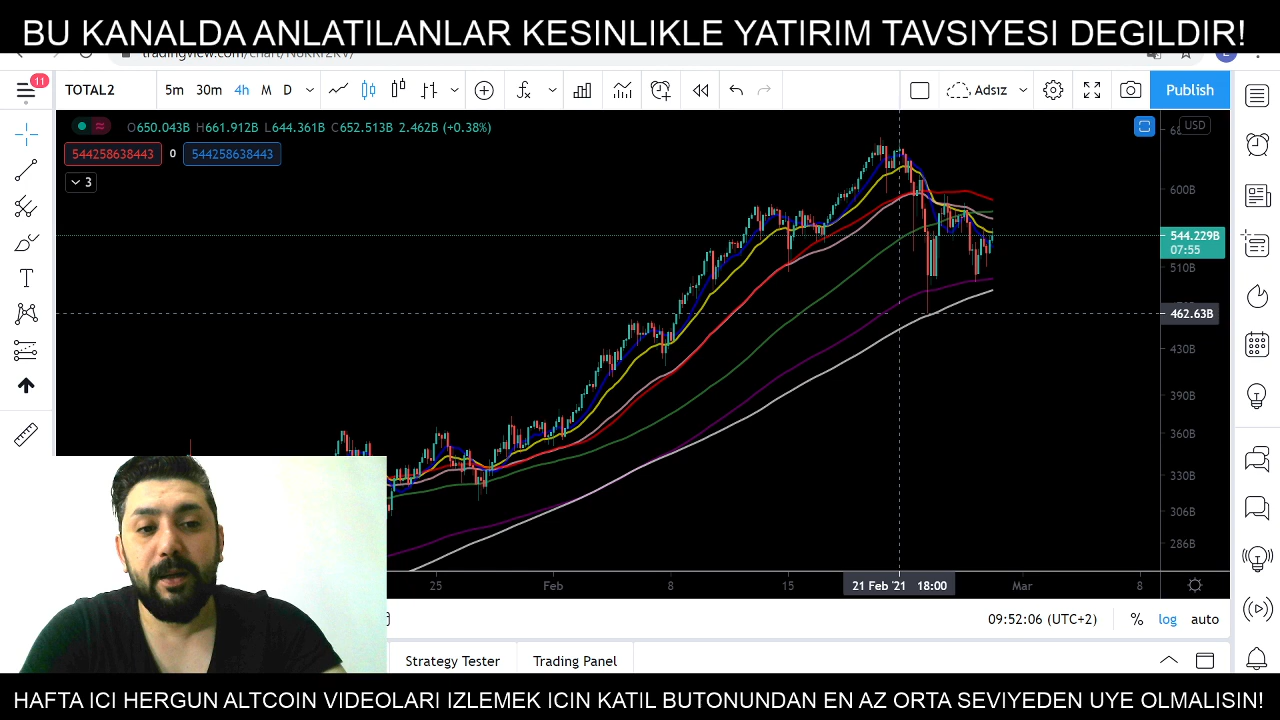 BU KANALDA ANLATILANLAR KESINLIKLE YATIRIM TAVSIYESI DEGILDIR!
11
TOTAL2
5m 30m 4h M D
Adsız
Publish
O650.043B H661.912B L644.361B C652.513B 2.462B (+0.38%)
USD
544258638443 0 544258638443
3
600B
544.229B
07:55
510B
462.63B
430B
390B
360B
330B
306B
286B
25 Feb 8 15 21 Feb '21 18:00 Mar 8
09:52:06 (UTC+2) % log auto
Strategy Tester Trading Panel
HAFTA ICI HERGUN ALTCOIN VIDEOLARI IZLEMEK ICIN KATIL BUTONUNDAN EN AZ ORTA SEVIYEDEN UYE OLMALISIN!